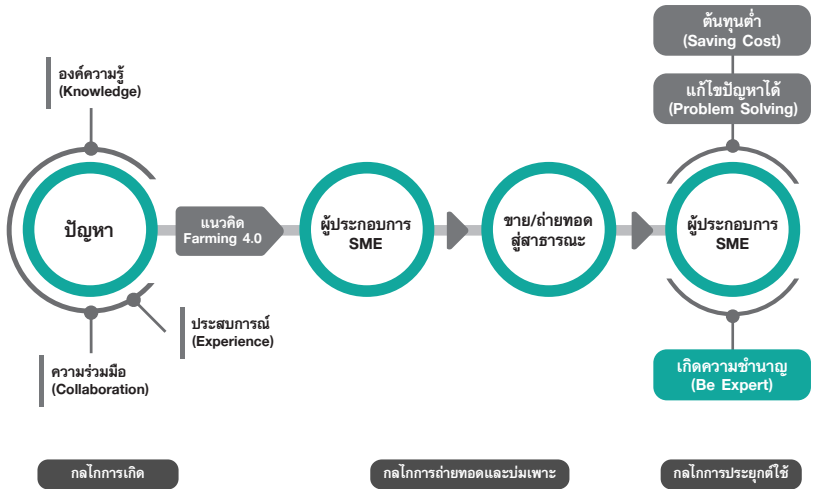 องค์ความรู้
(Knowledge)
ปัญหา
ประสบการณ์
(Experience)
ความร่วมมือ
(Collaboration)
แนวคิด
Farming 4.0
ผู้ประกอบการ
SME
ขาย/ถ่ายทอด
สู่สาธารณะ
ต้นทุนต่ำ
(Saving Cost)
แก้ไขปัญหาได้
(Problem Solving)
ผู้ประกอบการ
SME
เกิดความชำนาญ
(Be Expert)
กลไกการเกิด
กลไกการถ่ายทอดและบ่มเพาะ
กลไกการประยุกต์ใช้